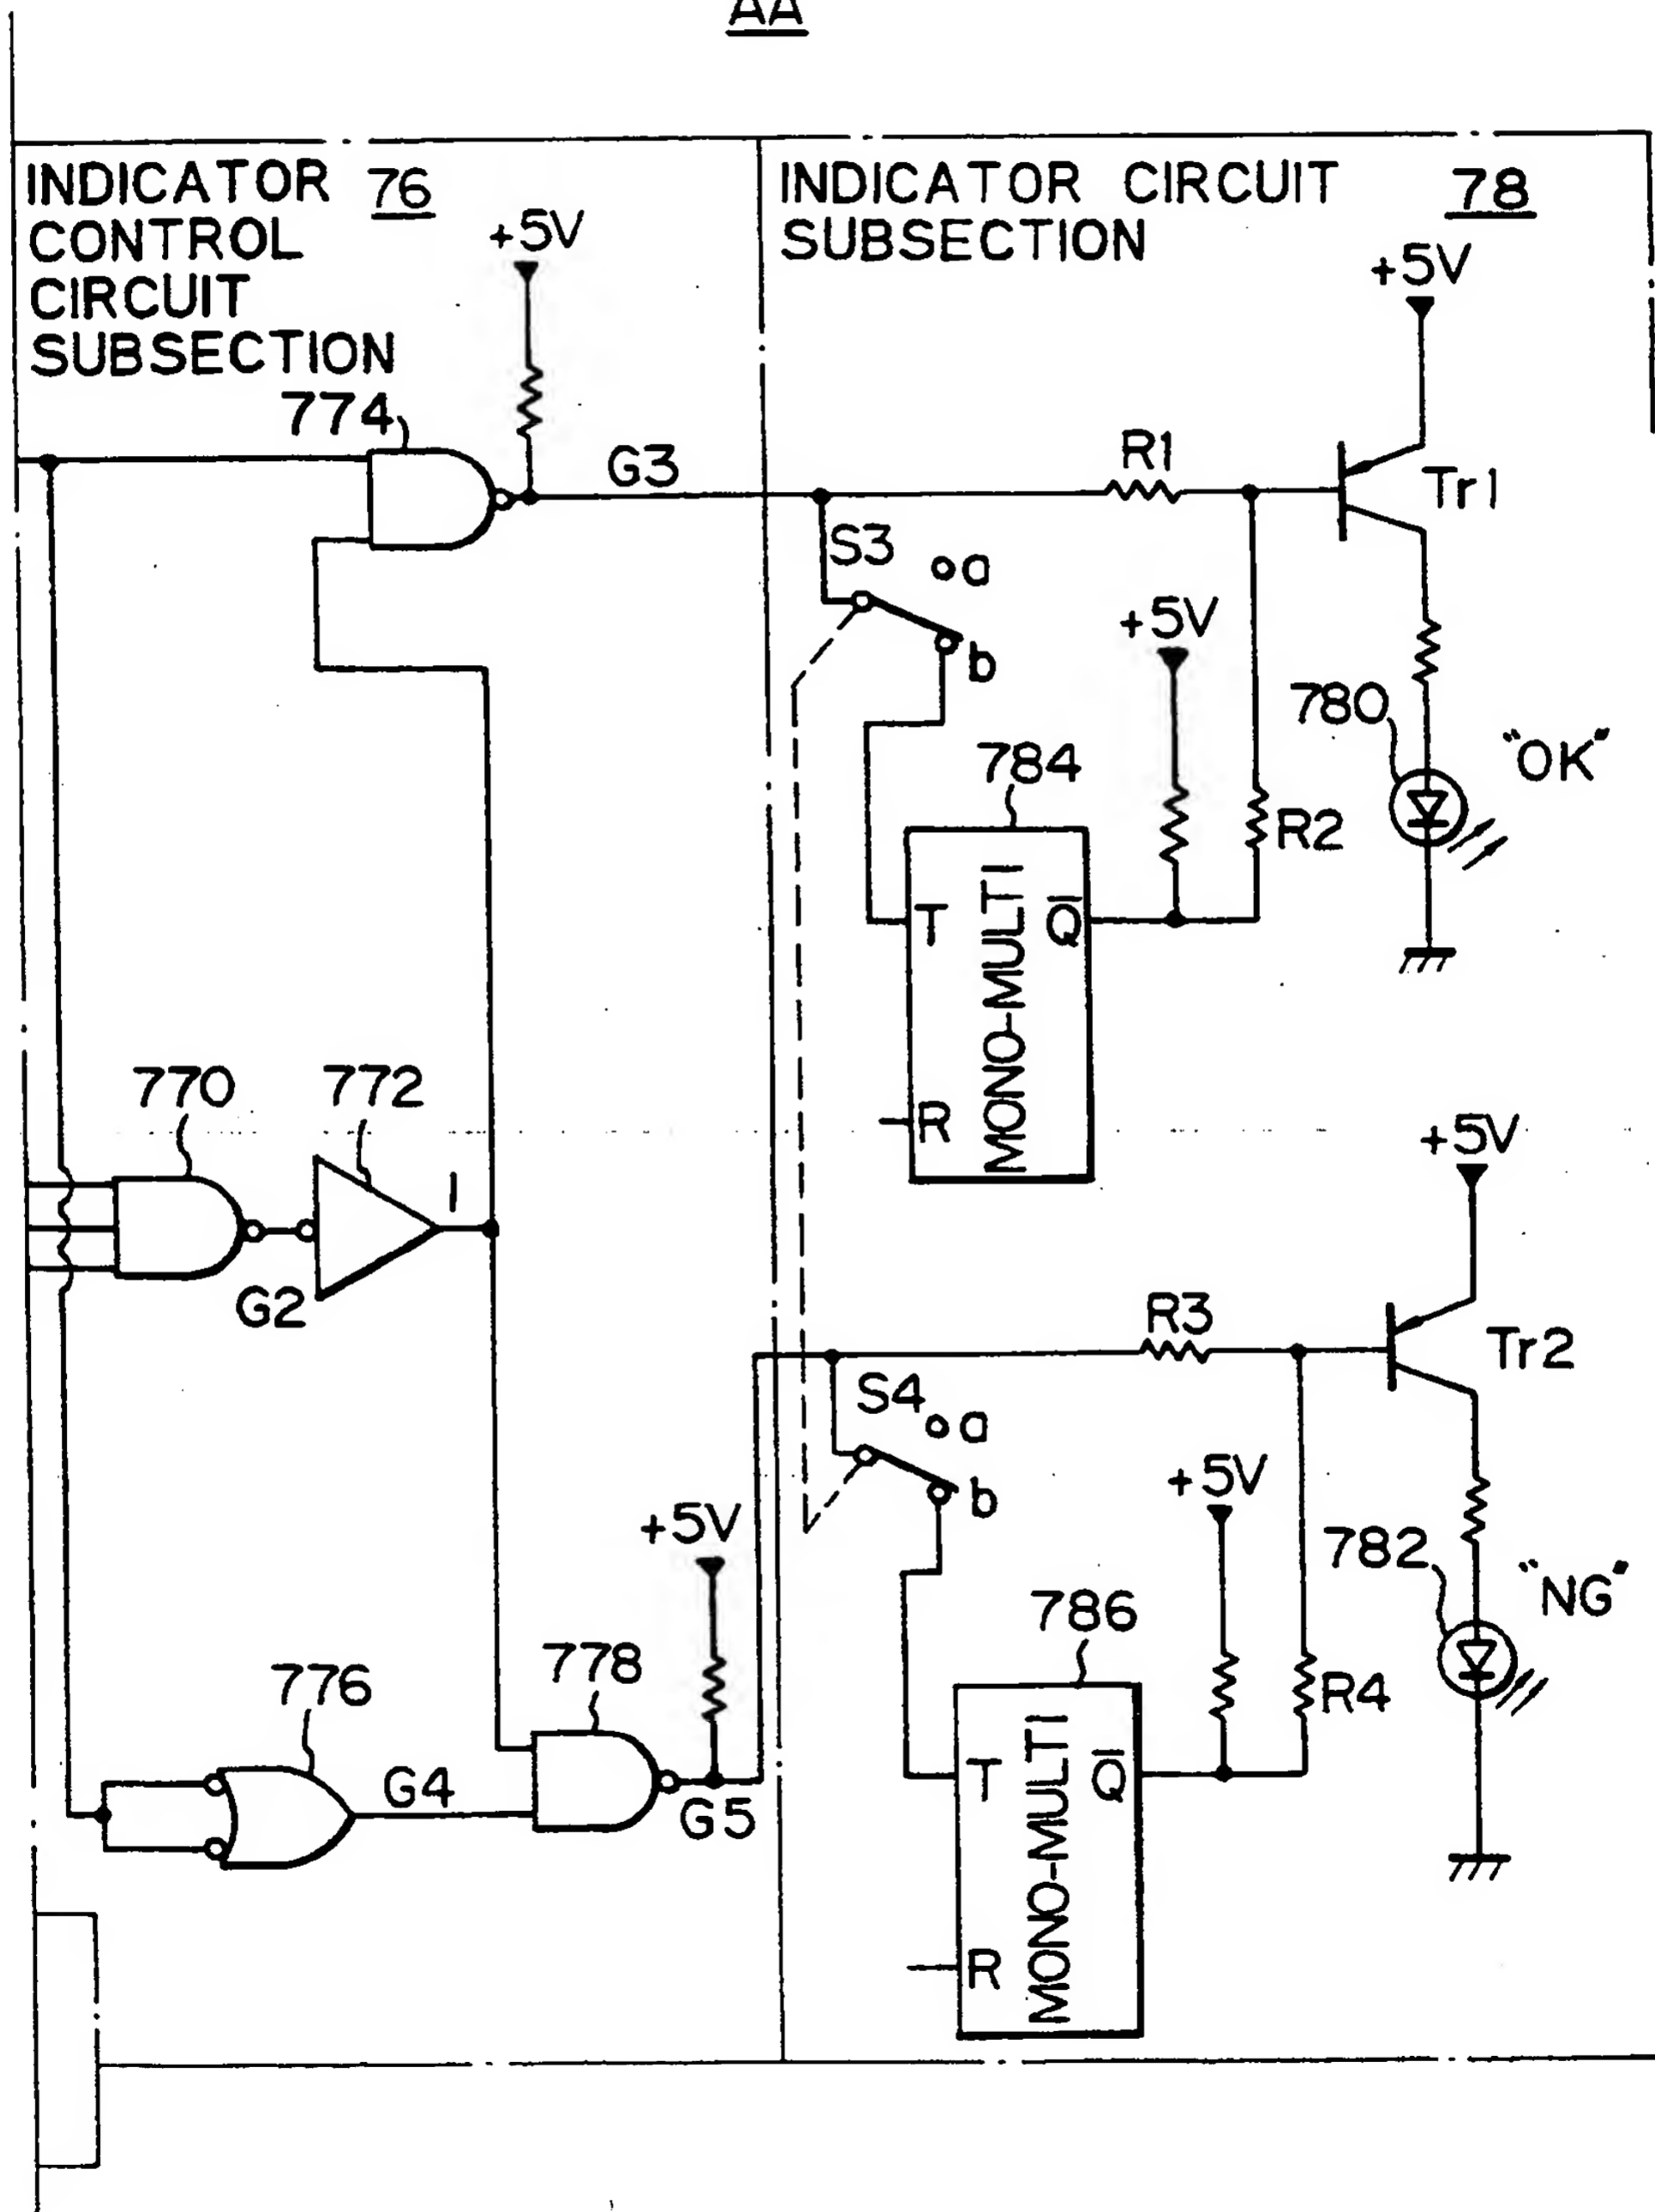 AA
INDICATOR 76
CONTROL
CIRCUIT
SUBSECTION
INDICATOR CIRCUIT 78
SUBSECTION
+5V
+5V
774
G3
R1
Tr1
S3
a
b
+5V
780
"OK"
784
R2
T
Q̅
MONO-MULTI
R
770
772
I
G2
+5V
R3
Tr2
S4
a
b
+5V
+5V
782
"NG"
786
778
776
R4
G4
G5
T
Q̅
MONO-MULTI
R